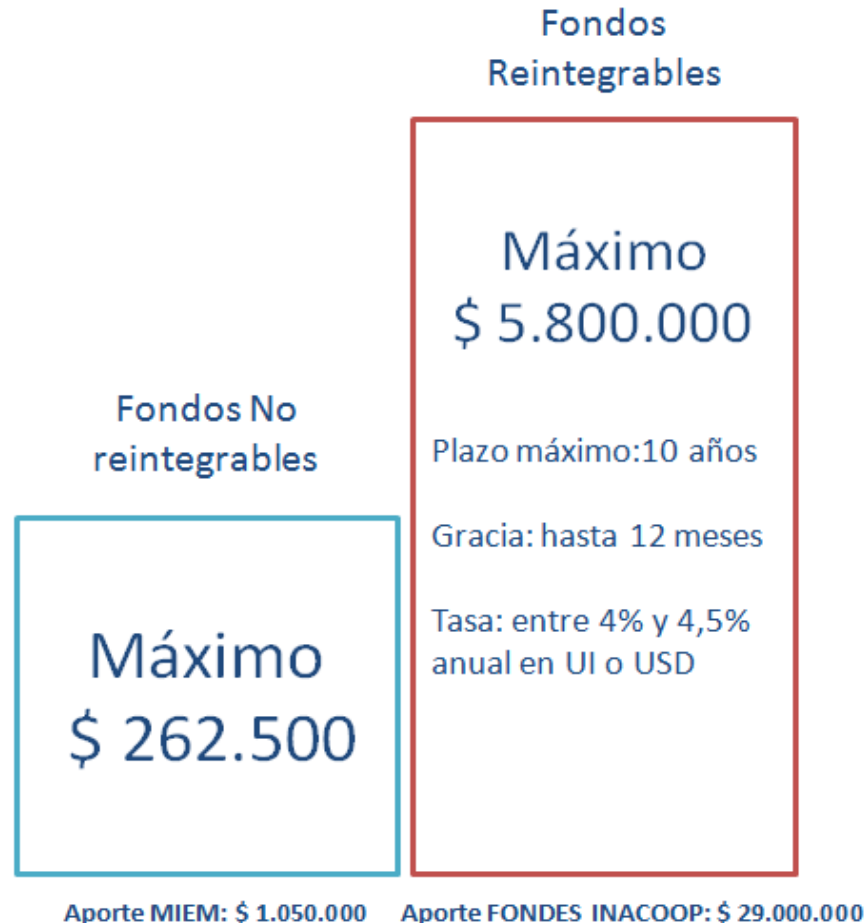 Fondos
Reintegrables
Máximo
$ 5.800.000
Plazo máximo:10 años
Gracia: hasta 12 meses
Tasa: entre 4% y 4,5%
anual en UI o USD
Fondos No
reintegrables
Máximo
$ 262.500
Aporte MIEM: $ 1.050.000
Aporte FONDES INACOOP: $ 29.000.000